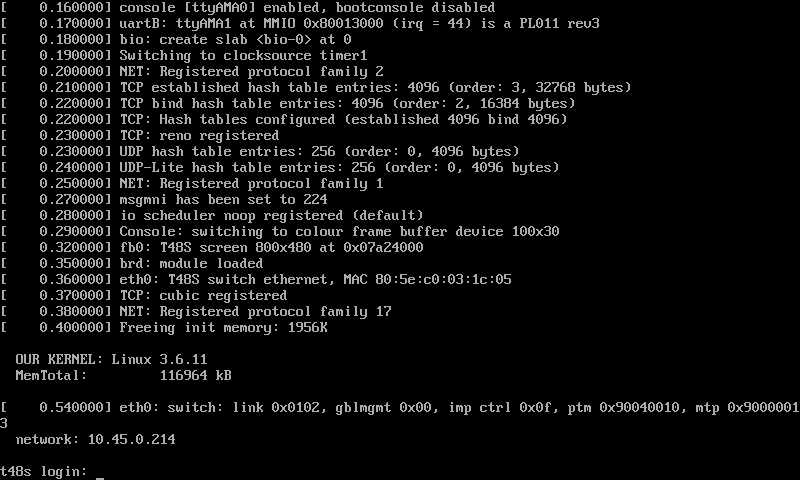 [    0.160000] console [ttyAMA0] enabled, bootconsole disabled
[    0.170000] uartB: ttyAMA1 at MMIO 0x80013000 (irq = 44) is a PL011 rev3
[    0.180000] bio: create slab <bio-0> at 0
[    0.190000] Switching to clocksource timer1
[    0.200000] NET: Registered protocol family 2
[    0.210000] TCP established hash table entries: 4096 (order: 3, 32768 bytes)
[    0.220000] TCP bind hash table entries: 4096 (order: 2, 16384 bytes)
[    0.220000] TCP: Hash tables configured (established 4096 bind 4096)
[    0.230000] TCP: reno registered
[    0.230000] UDP hash table entries: 256 (order: 0, 4096 bytes)
[    0.240000] UDP-Lite hash table entries: 256 (order: 0, 4096 bytes)
[    0.250000] NET: Registered protocol family 1
[    0.270000] msgmni has been set to 224
[    0.280000] io scheduler noop registered (default)
[    0.290000] Console: switching to colour frame buffer device 100x30
[    0.320000] fb0: T48S screen 800x480 at 0x07a24000
[    0.350000] brd: module loaded
[    0.360000] eth0: T48S switch ethernet, MAC 80:5e:c0:03:1c:05
[    0.370000] TCP: cubic registered
[    0.380000] NET: Registered protocol family 17
[    0.400000] Freeing init memory: 1956K
OUR KERNEL: Linux 3.6.11
MemTotal:         116964 kB
[    0.540000] eth0: switch: link 0x0102, gblmgmt 0x00, imp ctrl 0x0f, ptm 0x90040010, mtp 0x9000001
3
network: 10.45.0.214
t48s login: _